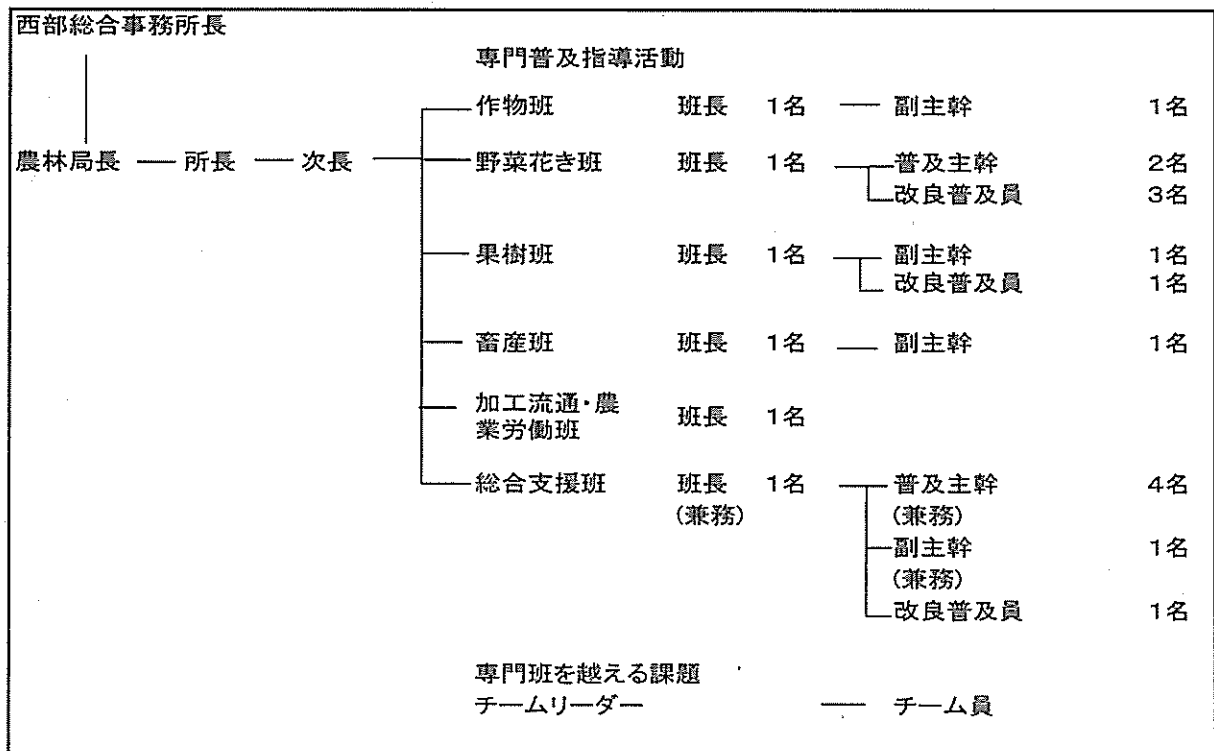 西部総合事務所長
専門普及指導活動
作物班 班長 1名 副主幹 1名
農林局長 所長 次長 野菜花き班 班長 1名 普及主幹 2名
改良普及員 3名
果樹班 班長 1名 副主幹 1名
改良普及員 1名
畜産班 班長 1名 副主幹 1名
加工流通・農
業労働班 班長 1名
総合支援班 班長 1名 普及主幹 4名
(兼務) (兼務)
副主幹 1名
(兼務)
改良普及員 1名
専門班を越える課題
チームリーダー チーム員